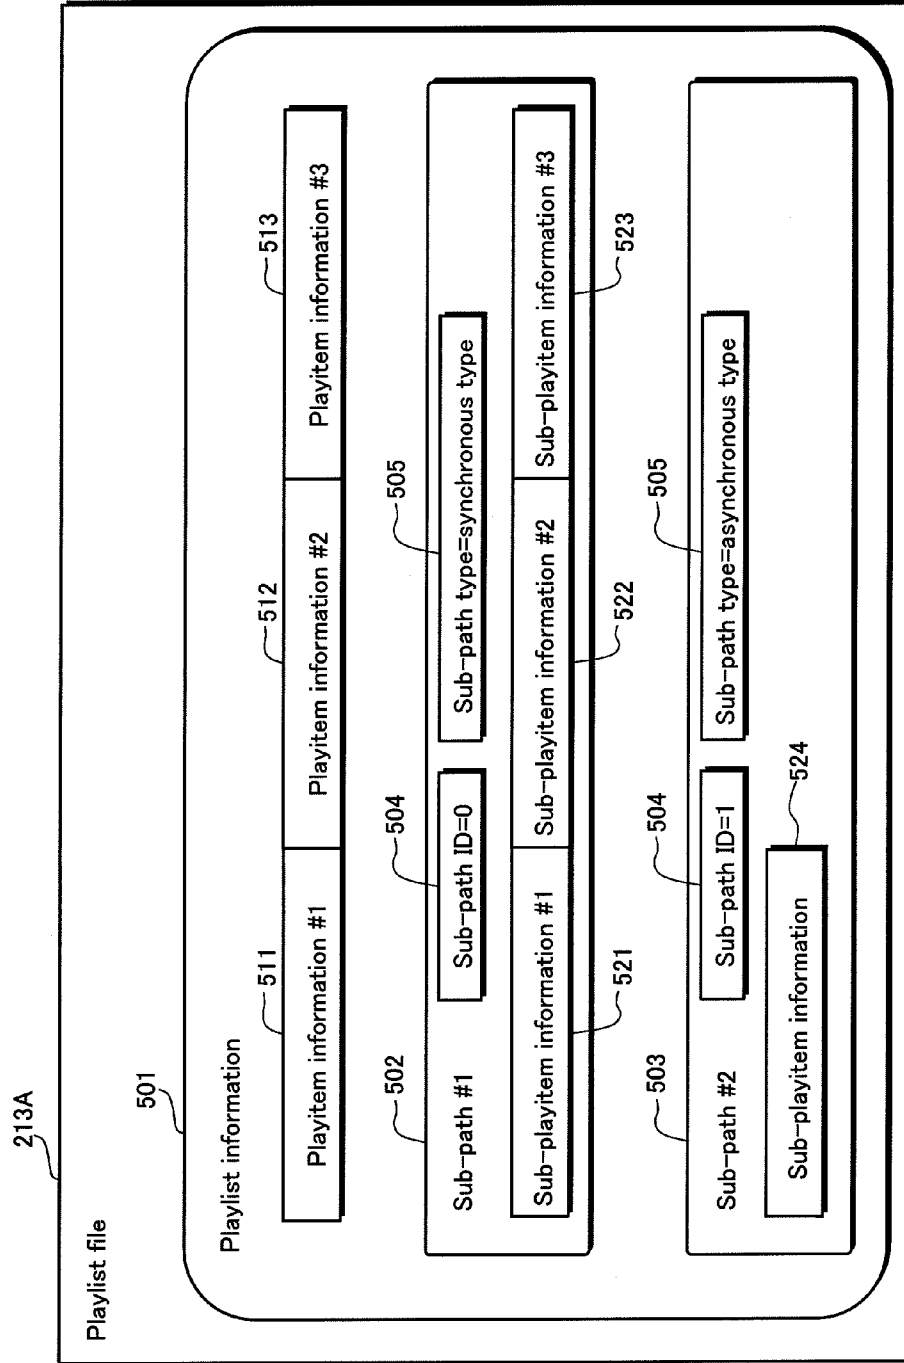 213A
Playlist file
501
Playlist information
511
512
513
Playitem information #1
Playitem information #2
Playitem information #3
502
504
505
Sub-path #1
Sub-path ID=0
Sub-path type=synchronous type
Sub-playitem information #1
Sub-playitem information #2
Sub-playitem information #3
521
522
523
503
504
505
Sub-path #2
Sub-path ID=1
Sub-path type=asynchronous type
524
Sub-playitem information